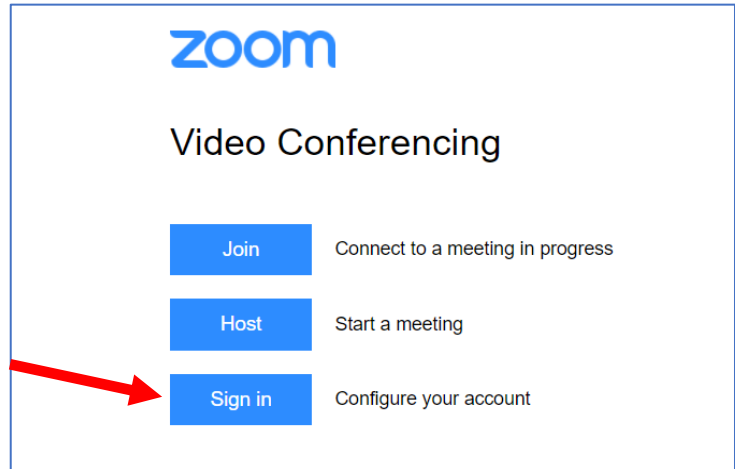 zoom
Video Conferencing
Join Connect to a meeting in progress
Host Start a meeting
Sign in Configure your account